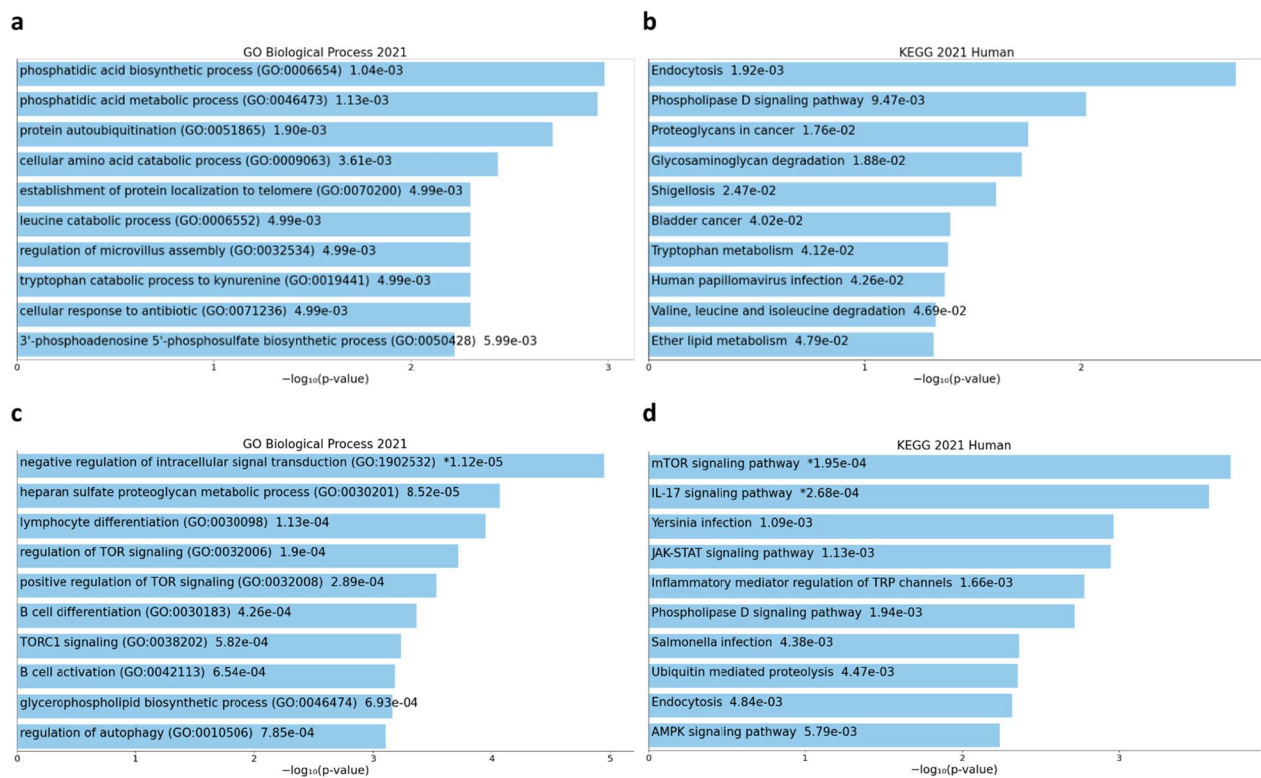 a
GO Biological Process 2021
phosphatidic acid biosynthetic process (GO:0006654) 1.04e-03
phosphatidic acid metabolic process (GO:0046473) 1.13e-03
protein autoubiquitination (GO:0051865) 1.90e-03
cellular amino acid catabolic process (GO:0009063) 3.61e-03
establishment of protein localization to telomere (GO:0070200) 4.99e-03
leucine catabolic process (GO:0006552) 4.99e-03
regulation of microvillus assembly (GO:0032534) 4.99e-03
tryptophan catabolic process to kynurenine (GO:0019441) 4.99e-03
cellular response to antibiotic (GO:0071236) 4.99e-03
3'-phosphoadenosine 5'-phosphosulfate biosynthetic process (GO:0050428) 5.99e-03
0 1 2 3
−log₁₀(p-value)
b
KEGG 2021 Human
Endocytosis 1.92e-03
Phospholipase D signaling pathway 9.47e-03
Proteoglycans in cancer 1.76e-02
Glycosaminoglycan degradation 1.88e-02
Shigellosis 2.47e-02
Bladder cancer 4.02e-02
Tryptophan metabolism 4.12e-02
Human papillomavirus infection 4.26e-02
Valine, leucine and isoleucine degradation 4.69e-02
Ether lipid metabolism 4.79e-02
0 1 2
−log₁₀(p-value)
c
GO Biological Process 2021
negative regulation of intracellular signal transduction (GO:1902532) *1.12e-05
heparan sulfate proteoglycan metabolic process (GO:0030201) 8.52e-05
lymphocyte differentiation (GO:0030098) 1.13e-04
regulation of TOR signaling (GO:0032006) 1.9e-04
positive regulation of TOR signaling (GO:0032008) 2.89e-04
B cell differentiation (GO:0030183) 4.26e-04
TORC1 signaling (GO:0038202) 5.82e-04
B cell activation (GO:0042113) 6.54e-04
glycerophospholipid biosynthetic process (GO:0046474) 6.93e-04
regulation of autophagy (GO:0010506) 7.85e-04
0 1 2 3 4 5
−log₁₀(p-value)
d
KEGG 2021 Human
mTOR signaling pathway *1.95e-04
IL-17 signaling pathway *2.68e-04
Yersinia infection 1.09e-03
JAK-STAT signaling pathway 1.13e-03
Inflammatory mediator regulation of TRP channels 1.66e-03
Phospholipase D signaling pathway 1.94e-03
Salmonella infection 4.38e-03
Ubiquitin mediated proteolysis 4.47e-03
Endocytosis 4.84e-03
AMPK signaling pathway 5.79e-03
0 1 2 3
−log₁₀(p-value)